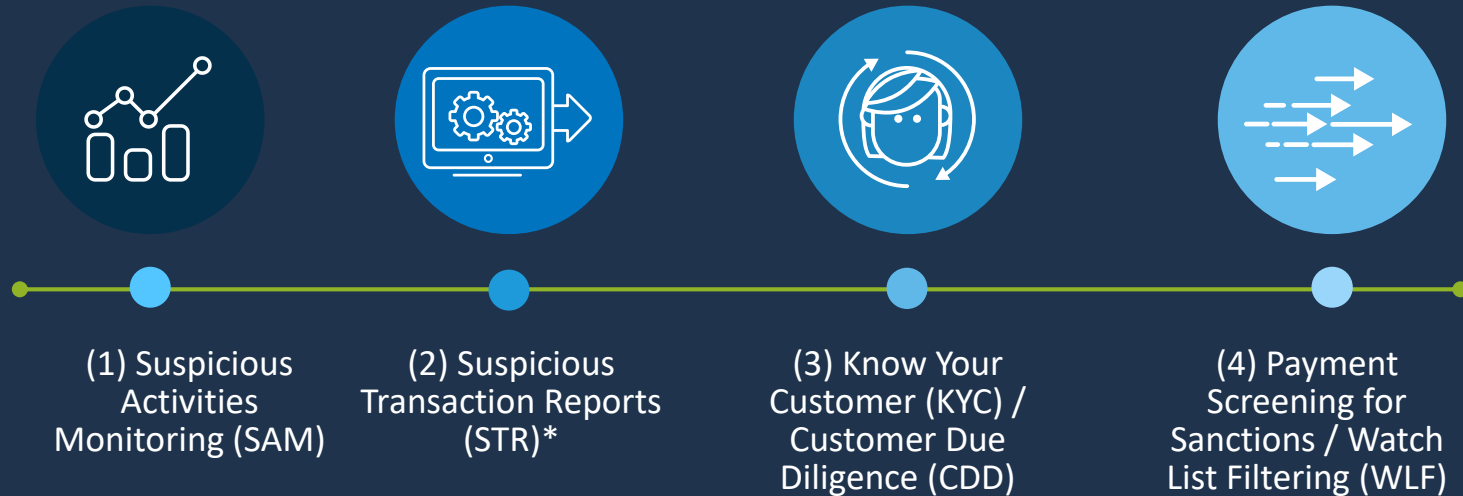 (1) Suspicious
Activities
Monitoring (SAM)
(2) Suspicious
Transaction Reports
(STR)*
(3) Know Your
Customer (KYC) /
Customer Due
Diligence (CDD)
(4) Payment
Screening for
Sanctions / Watch
List Filtering (WLF)